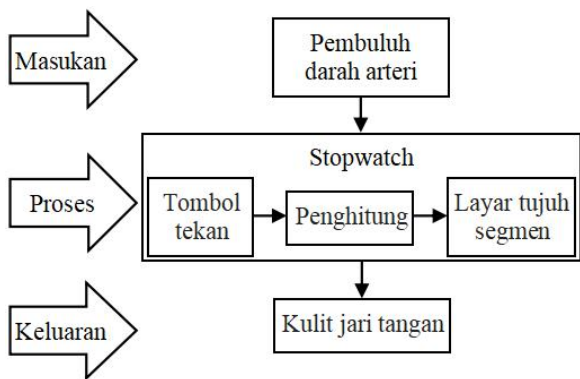 Masukan
Pembuluh
darah arteri
Proses
Stopwatch
Tombol
tekan
Penghitung
Layar tujuh
segmen
Keluaran
Kulit jari tangan